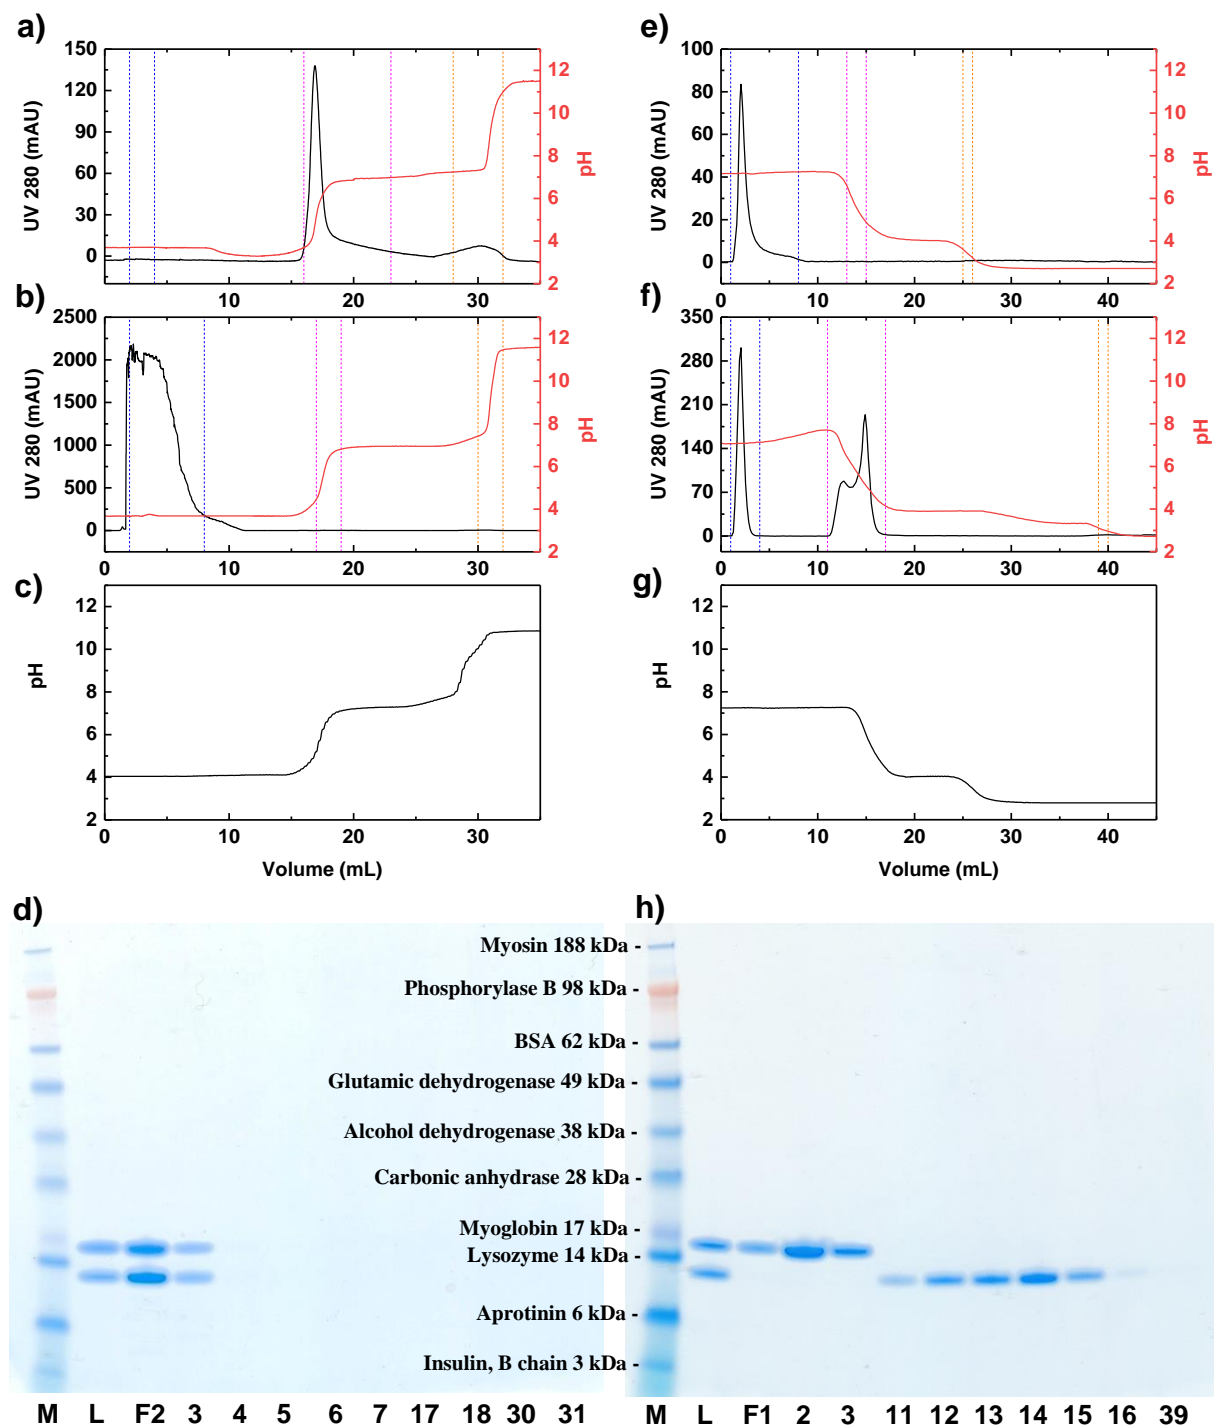 a)
150
120
90
60
30
0
UV 280 (mAU)
12
10
8
6
4
2
pH
0
10
20
30
b)
2500
2000
1500
1000
500
0
UV 280 (mAU)
12
10
8
6
4
2
pH
0
10
20
30
c)
12
10
8
6
4
2
pH
0
10
20
30
Volume (mL)
e)
100
80
60
40
20
0
UV 280 (mAU)
12
10
8
6
4
2
pH
0
10
20
30
40
f)
350
280
210
140
70
0
UV 280 (mAU)
12
10
8
6
4
2
pH
0
10
20
30
40
g)
12
10
8
6
4
2
pH
0
10
20
30
40
Volume (mL)
d)
h)
Myosin 188 kDa -
Phosphorylase B 98 kDa -
BSA 62 kDa -
Glutamic dehydrogenase 49 kDa -
Alcohol dehydrogenase 38 kDa -
Carbonic anhydrase 28 kDa -
Myoglobin 17 kDa -
Lysozyme 14 kDa -
Aprotinin 6 kDa -
Insulin, B chain 3 kDa -
M L F2 3 4 5 6 7 17 18 30 31
M L F1 2 3 11 12 13 14 15 16 39